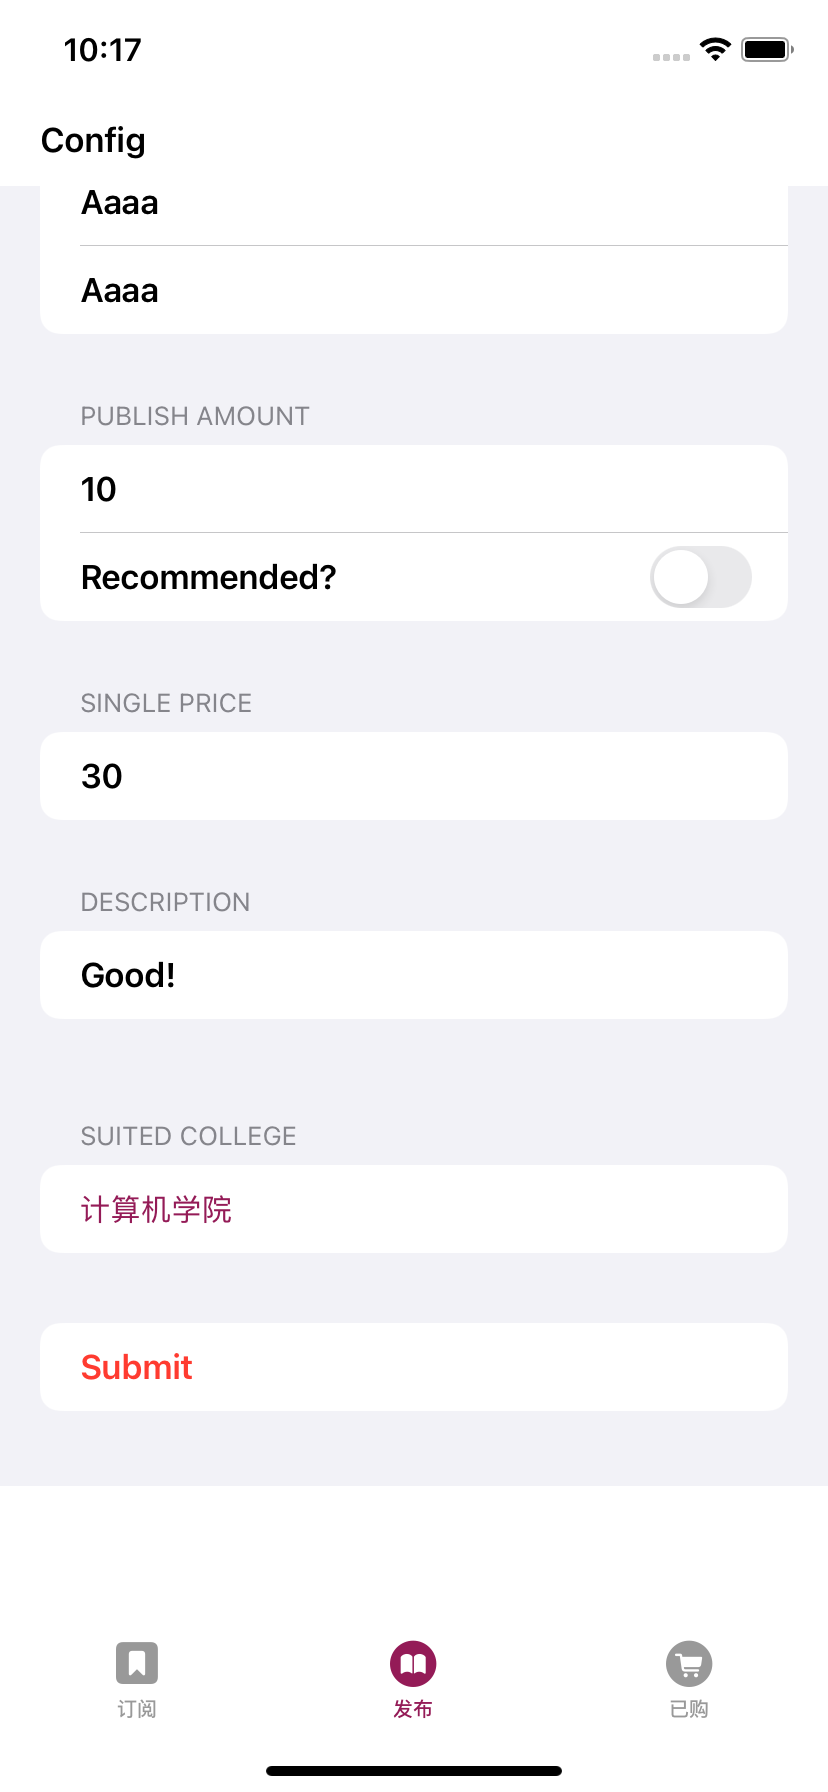 10:17
Config
Aaaa
Aaaa
PUBLISH AMOUNT
10
Recommended?
SINGLE PRICE
30
DESCRIPTION
Good!
SUITED COLLEGE
计算机学院
Submit
订阅
发布
已购